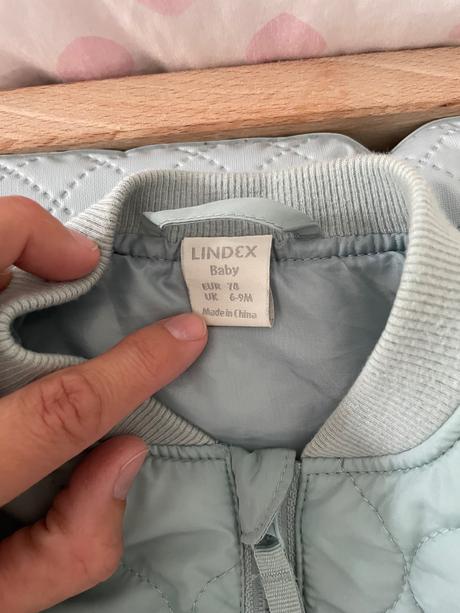 LINDEX
Baby
EUR 78
UK 6-9M
Made in China